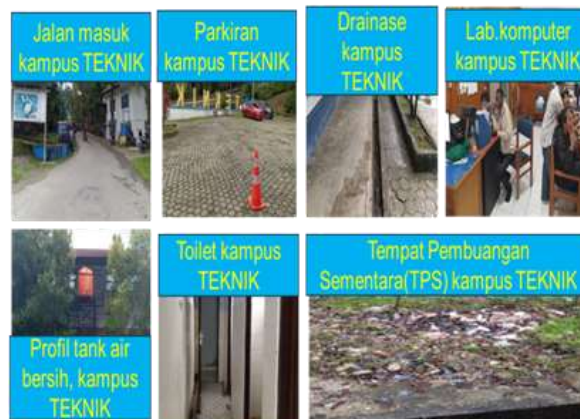 Jalan masuk
kampus TEKNIK
Parkiran
kampus TEKNIK
Drainase
kampus
TEKNIK
Lab.komputer
kampus TEKNIK
Profil tank air
bersih, kampus
TEKNIK
Toilet kampus
TEKNIK
Tempat Pembuangan
Sementara(TPS) kampus TEKNIK